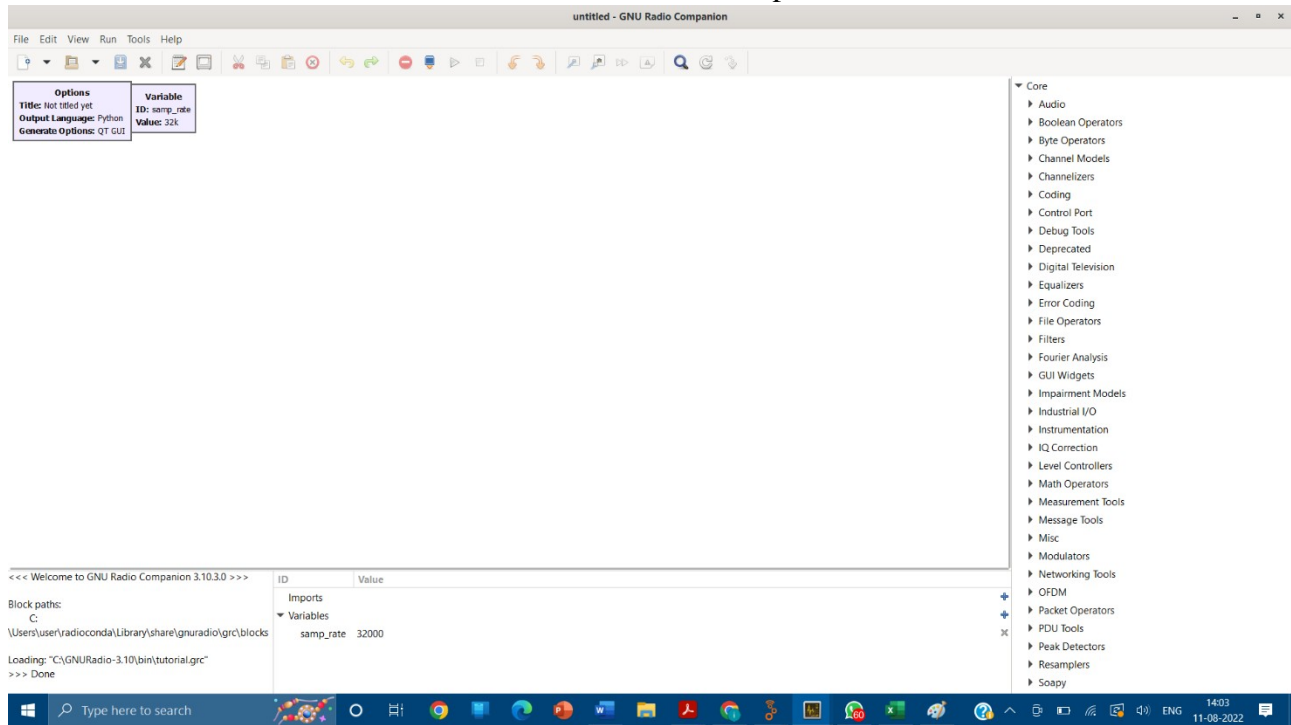 untitled - GNU Radio Companion
File Edit View Run Tools Help
Options
Title: Not titled yet
Output Language: Python
Generate Options: QT GUI
Variable
ID: samp_rate
Value: 32k
Core
Audio
Boolean Operators
Byte Operators
Channel Models
Channelizers
Coding
Control Port
Debug Tools
Deprecated
Digital Television
Equalizers
Error Coding
File Operators
Filters
Fourier Analysis
GUI Widgets
Impairment Models
Industrial I/O
Instrumentation
IQ Correction
Level Controllers
Math Operators
Measurement Tools
Message Tools
Misc
Modulators
Networking Tools
OFDM
Packet Operators
PDU Tools
Peak Detectors
Resamplers
Soapy
<<< Welcome to GNU Radio Companion 3.10.3.0 >>>
Block paths:
C:
\Users\user\radioconda\Library\share\gnuradio\grc\blocks
Loading: "C:\GNURadio-3.10\bin\tutorial.grc"
>>> Done
ID Value
Imports
Variables
samp_rate 32000
Type here to search
60
ENG
14:03
11-08-2022